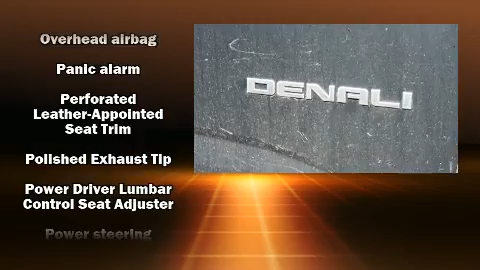 Overhead airbag
Panic alarm
Perforated
Leather-Appointed
Seat Trim
Polished Exhaust Tip
Power Driver Lumbar
Control Seat Adjuster
Power steering
DENALI